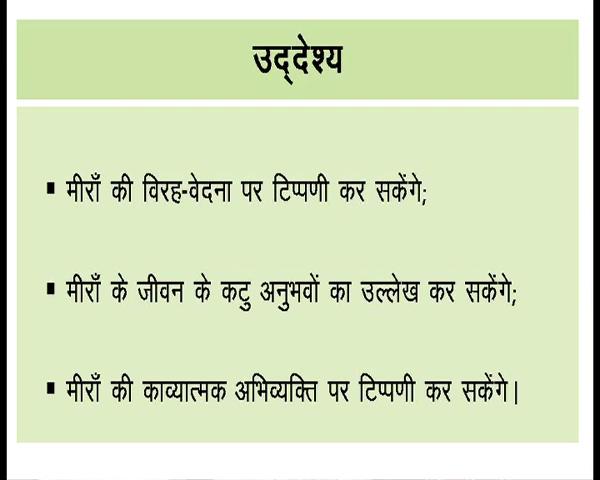 उद्देश्य
▪ मीराँ की विरह-वेदना पर टिप्पणी कर सकेंगे;
▪ मीराँ के जीवन के कटु अनुभवों का उल्लेख कर सकेंगे;
▪ मीराँ की काव्यात्मक अभिव्यक्ति पर टिप्पणी कर सकेंगे।